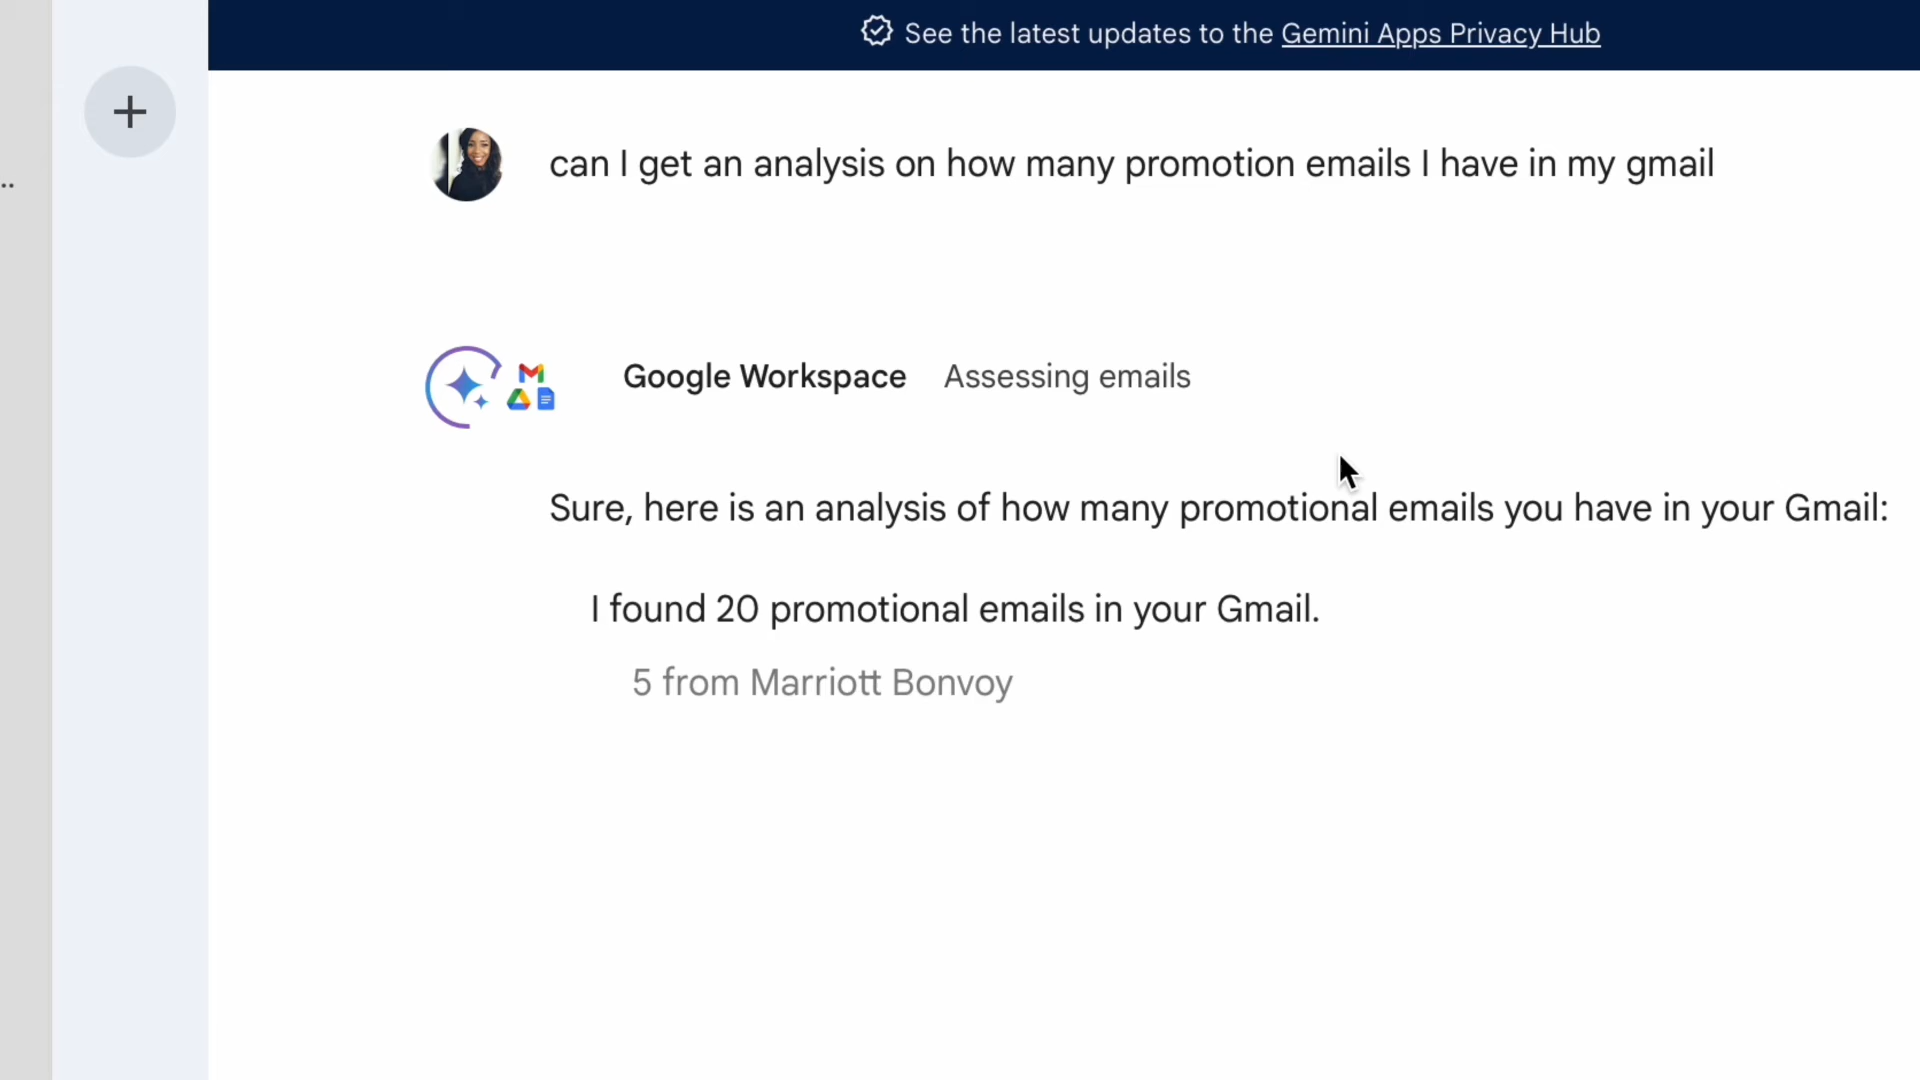 See the latest updates to the Gemini Apps Privacy Hub
can I get an analysis on how many promotion emails I have in my gmail
Google Workspace Assessing emails
Sure, here is an analysis of how many promotional emails you have in your Gmail:
I found 20 promotional emails in your Gmail.
5 from Marriott Bonvoy